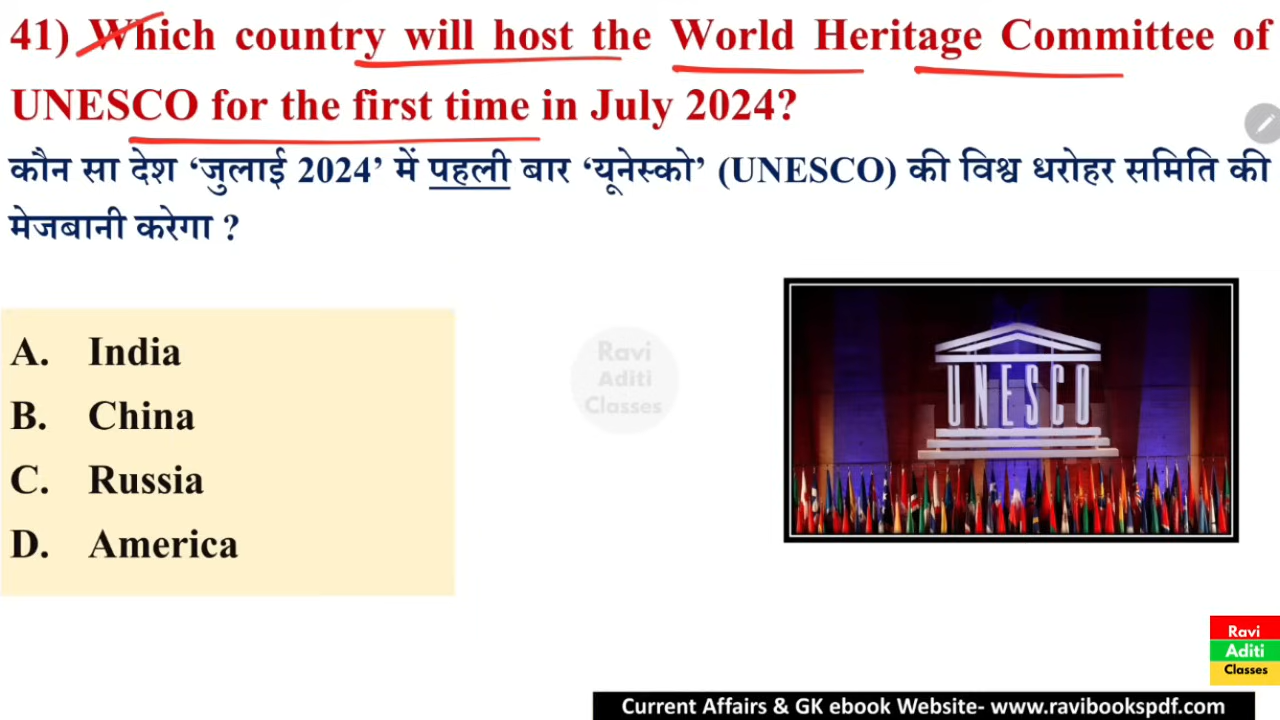 41) Which country will host the World Heritage Committee of
UNESCO for the first time in July 2024?
कौन सा देश ‘जुलाई 2024’ में पहली बार ‘यूनेस्को’ (UNESCO) की विश्व धरोहर समिति की
मेजबानी करेगा ?
A. India
B. China
C. Russia
D. America
UNESCO
Ravi
Aditi
Classes
Ravi
Aditi
Classes
Current Affairs & GK ebook Website- www.ravibookspdf.com